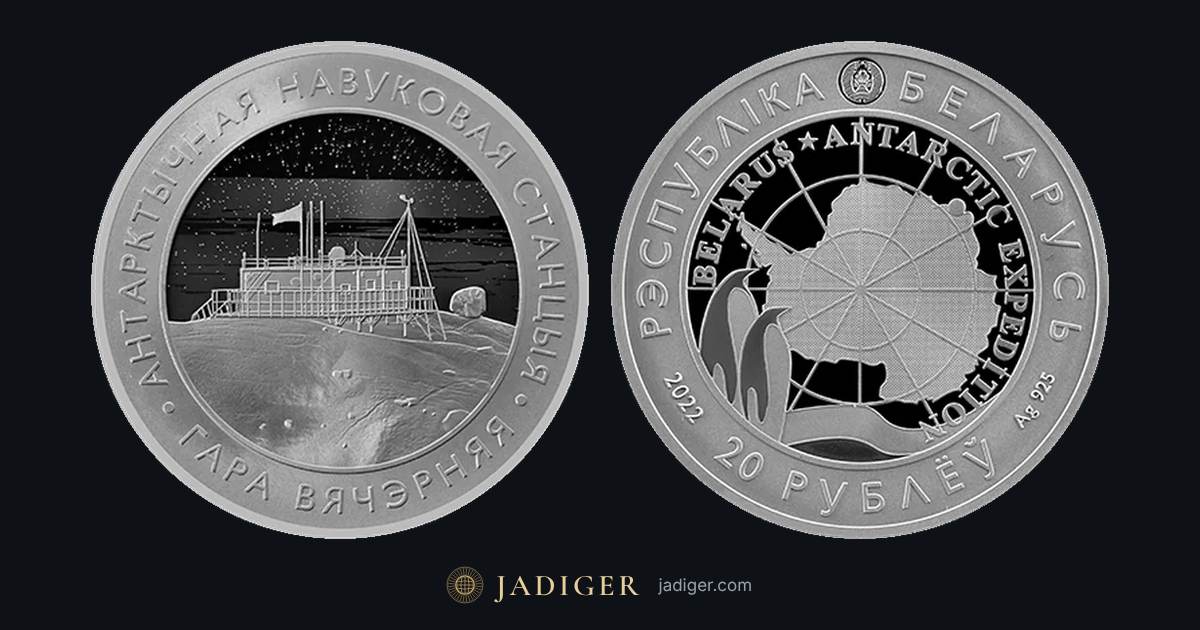 АНТАРКТЫЧНАЯ НАВУКОВАЯ СТАНЦЫЯ
• ГАРА ВЯЧЭРНЯЯ •
РЭСПУБЛІКА БЕЛАРУСЬ
BELARUS ★ ANTARCTIC EXPEDITION
2022
20 РУБЛЁЎ
Ag 925
JADIGER
jadiger.com